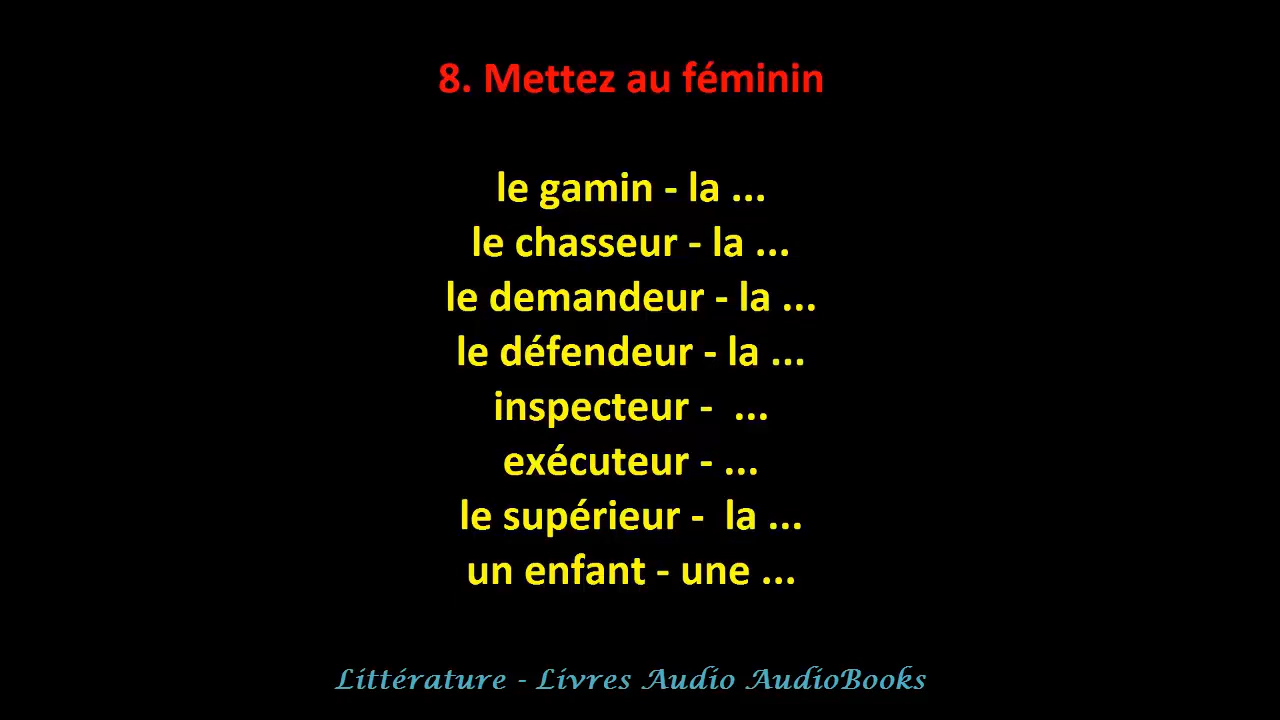 8. Mettez au féminin
le gamin - la ...
le chasseur - la ...
le demandeur - la ...
le défendeur - la ...
inspecteur -  ...
exécuteur - ...
le supérieur -  la ...
un enfant - une ...
Littérature - Livres Audio AudioBooks